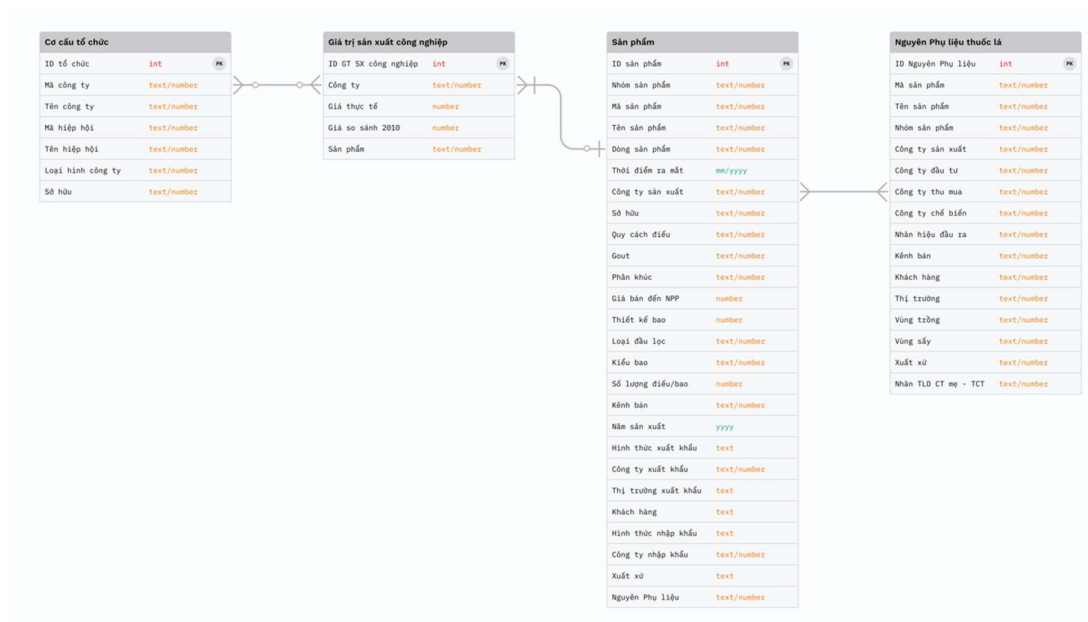 Cơ cấu tổ chức
ID tổ chức int PK
Mã công ty text/number
Tên công ty text/number
Mã hiệp hội text/number
Tên hiệp hội text/number
Loại hình công ty text/number
Sở hữu text/number
Giá trị sản xuất công nghiệp
ID GT SX công nghiệp int PK
Công ty text/number
Giá thực tế number
Giá so sánh 2010 number
Sản phẩm text/number
Sản phẩm
ID sản phẩm int PK
Nhóm sản phẩm text/number
Mã sản phẩm text/number
Tên sản phẩm text/number
Dòng sản phẩm text/number
Thời điểm ra mắt mm/yyyy
Công ty sản xuất text/number
Sở hữu text/number
Quy cách điếu text/number
Gout text/number
Phân khúc text/number
Giá bán đến NPP number
Thiết kế bao number
Loại đầu lọc text/number
Kiểu bao text/number
Số lượng điếu/bao number
Kênh bán text/number
Năm sản xuất yyyy
Hình thức xuất khẩu text
Công ty xuất khẩu text/number
Thị trường xuất khẩu text
Khách hàng text
Hình thức nhập khẩu text
Công ty nhập khẩu text/number
Xuất xứ text
Nguyên Phụ liệu text/number
Nguyên Phụ liệu thuốc lá
ID Nguyên Phụ liệu int PK
Mã sản phẩm text/number
Tên sản phẩm text/number
Nhóm sản phẩm text/number
Công ty sản xuất text/number
Công ty đầu tư text/number
Công ty thu mua text/number
Công ty chế biến text/number
Nhãn hiệu đầu ra text/number
Kênh bán text/number
Khách hàng text/number
Thị trường text/number
Vùng trồng text/number
Vùng sấy text/number
Xuất xứ text/number
Nhãn TLD CT mẹ - TCT text/number